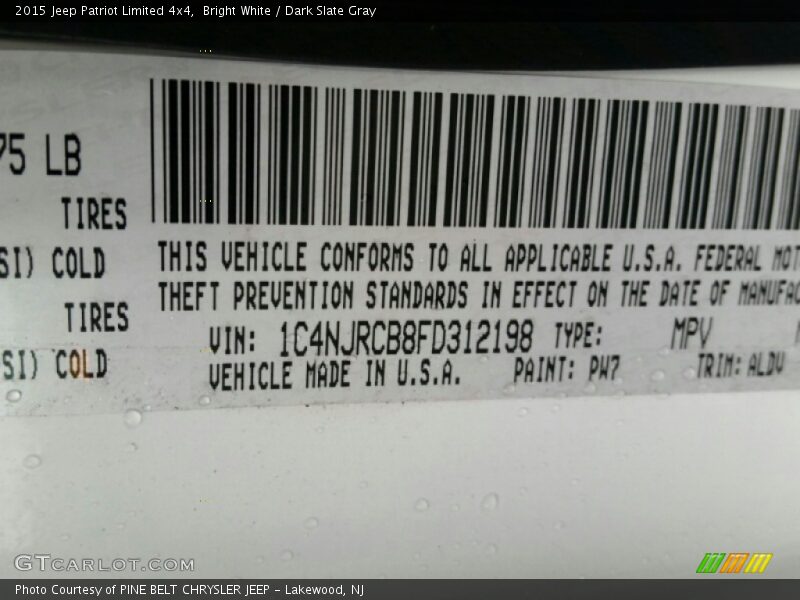 2015 Jeep Patriot Limited 4x4, Bright White / Dark Slate Gray
75 LB
TIRES
SI) COLD
TIRES
SI) COLD
THIS VEHICLE CONFORMS TO ALL APPLICABLE U.S.A. FEDERAL MOT
THEFT PREVENTION STANDARDS IN EFFECT ON THE DATE OF MANUFAC
VIN: 1C4NJRCB8FD312198 TYPE: MPV
VEHICLE MADE IN U.S.A. PAINT: PW7 TRIM: ALDV
GTCARLOT.COM
Photo Courtesy of PINE BELT CHRYSLER JEEP - Lakewood, NJ